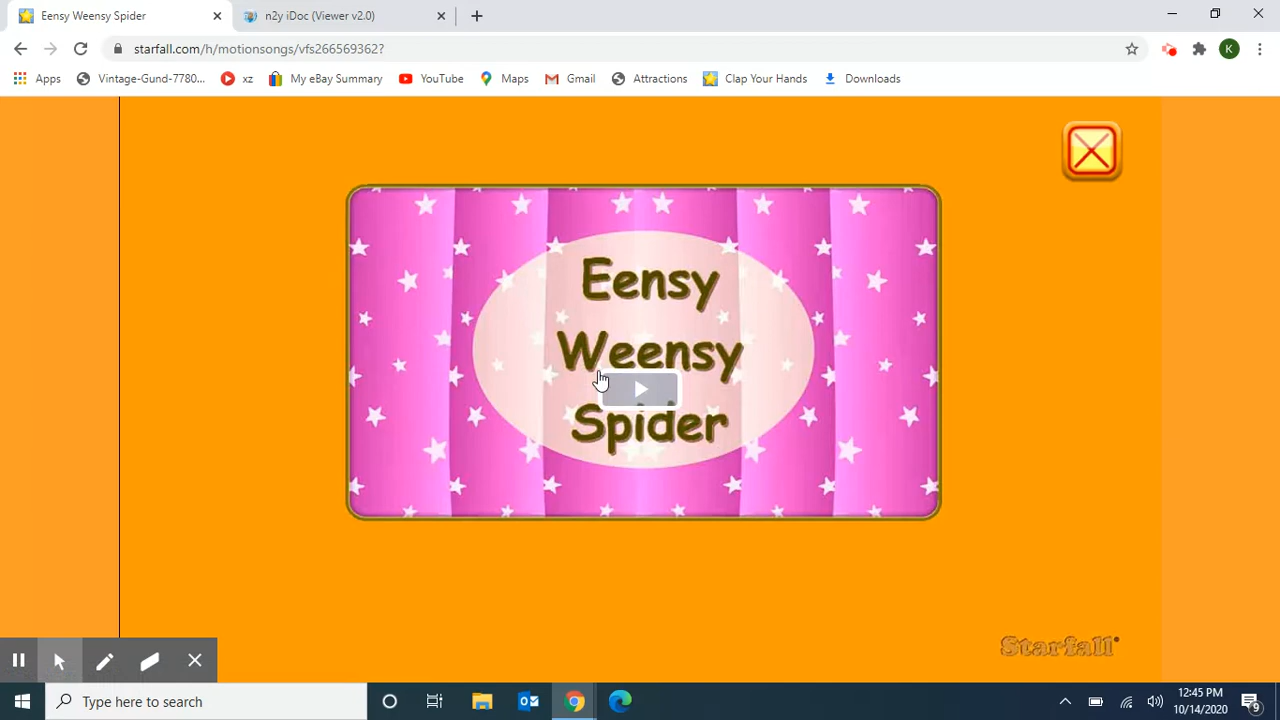 Eensy Weensy Spider
n2y iDoc (Viewer v2.0)
starfall.com/h/motionsongs/vfs266569362?
K
Apps
Vintage-Gund-7780...
xz
My eBay Summary
YouTube
Maps
Gmail
Attractions
Clap Your Hands
Downloads
Eensy
Weensy
Spider
Starfall
Type here to search
12:45 PM
10/14/2020
9